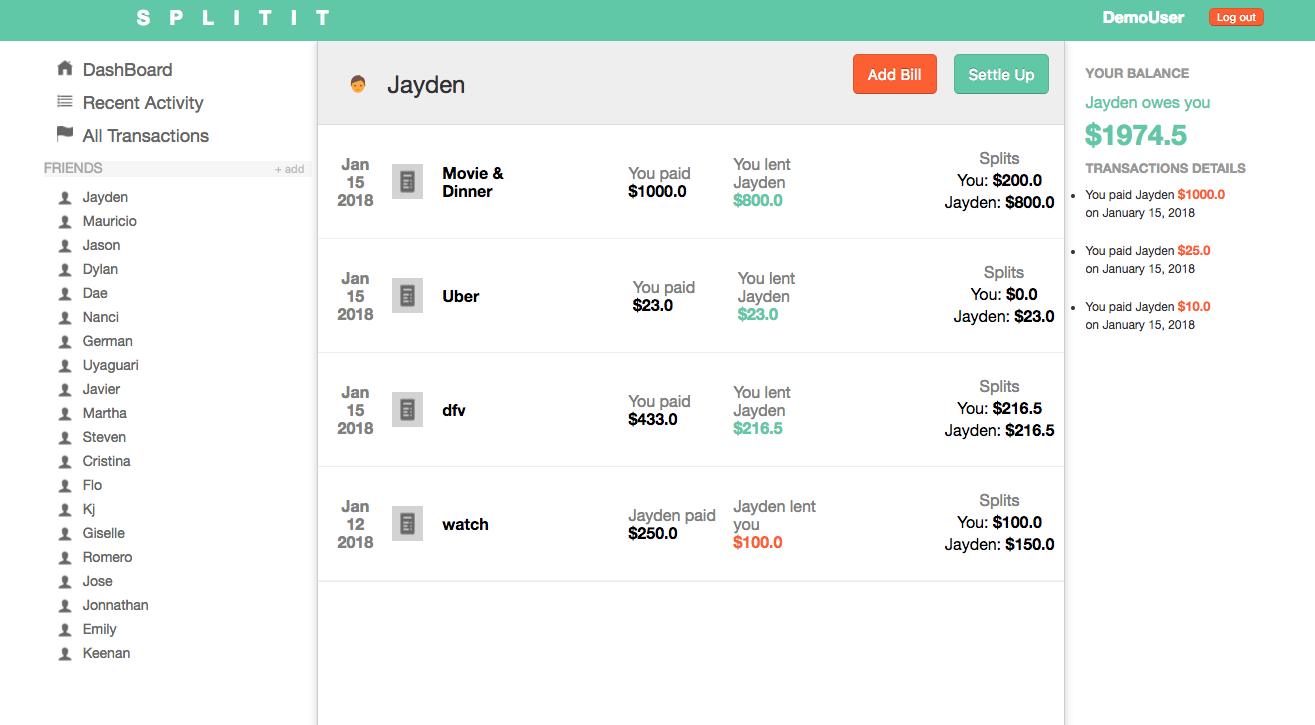 S P L I T I T
DemoUser
Log out
DashBoard
Recent Activity
All Transactions
FRIENDS
+ add
Jayden
Mauricio
Jason
Dylan
Dae
Nanci
German
Uyaguari
Javier
Martha
Steven
Cristina
Flo
Kj
Giselle
Romero
Jose
Jonnathan
Emily
Keenan
Jayden
Add Bill
Settle Up
Jan
15
2018
Movie &
Dinner
You paid
$1000.0
You lent
Jayden
$800.0
Splits
You: $200.0
Jayden: $800.0
Jan
15
2018
Uber
You paid
$23.0
You lent
Jayden
$23.0
Splits
You: $0.0
Jayden: $23.0
Jan
15
2018
dfv
You paid
$433.0
You lent
Jayden
$216.5
Splits
You: $216.5
Jayden: $216.5
Jan
12
2018
watch
Jayden paid
$250.0
Jayden lent
you
$100.0
Splits
You: $100.0
Jayden: $150.0
YOUR BALANCE
Jayden owes you
$1974.5
TRANSACTIONS DETAILS
You paid Jayden $1000.0
on January 15, 2018
You paid Jayden $25.0
on January 15, 2018
You paid Jayden $10.0
on January 15, 2018